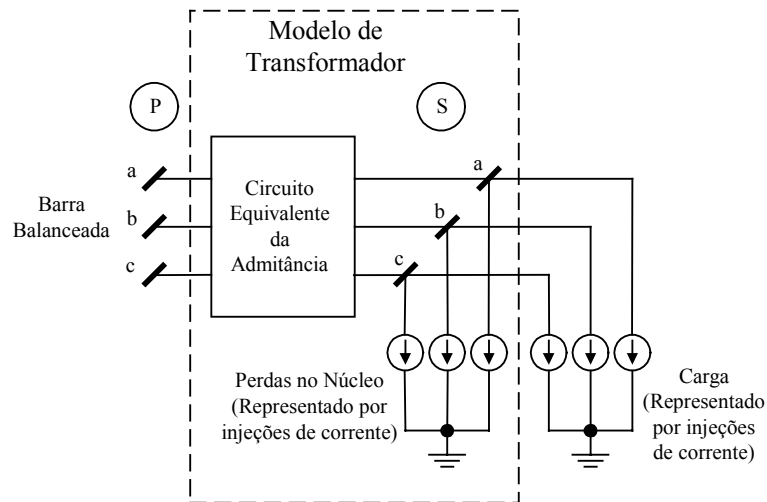 Modelo de
Transformador
P
S
a
b
c
Barra
Balanceada
Circuito
Equivalente
da
Admitância
a
b
c
Perdas no Núcleo
(Representado por
injeções de corrente)
Carga
(Representado
por injeções
de corrente)